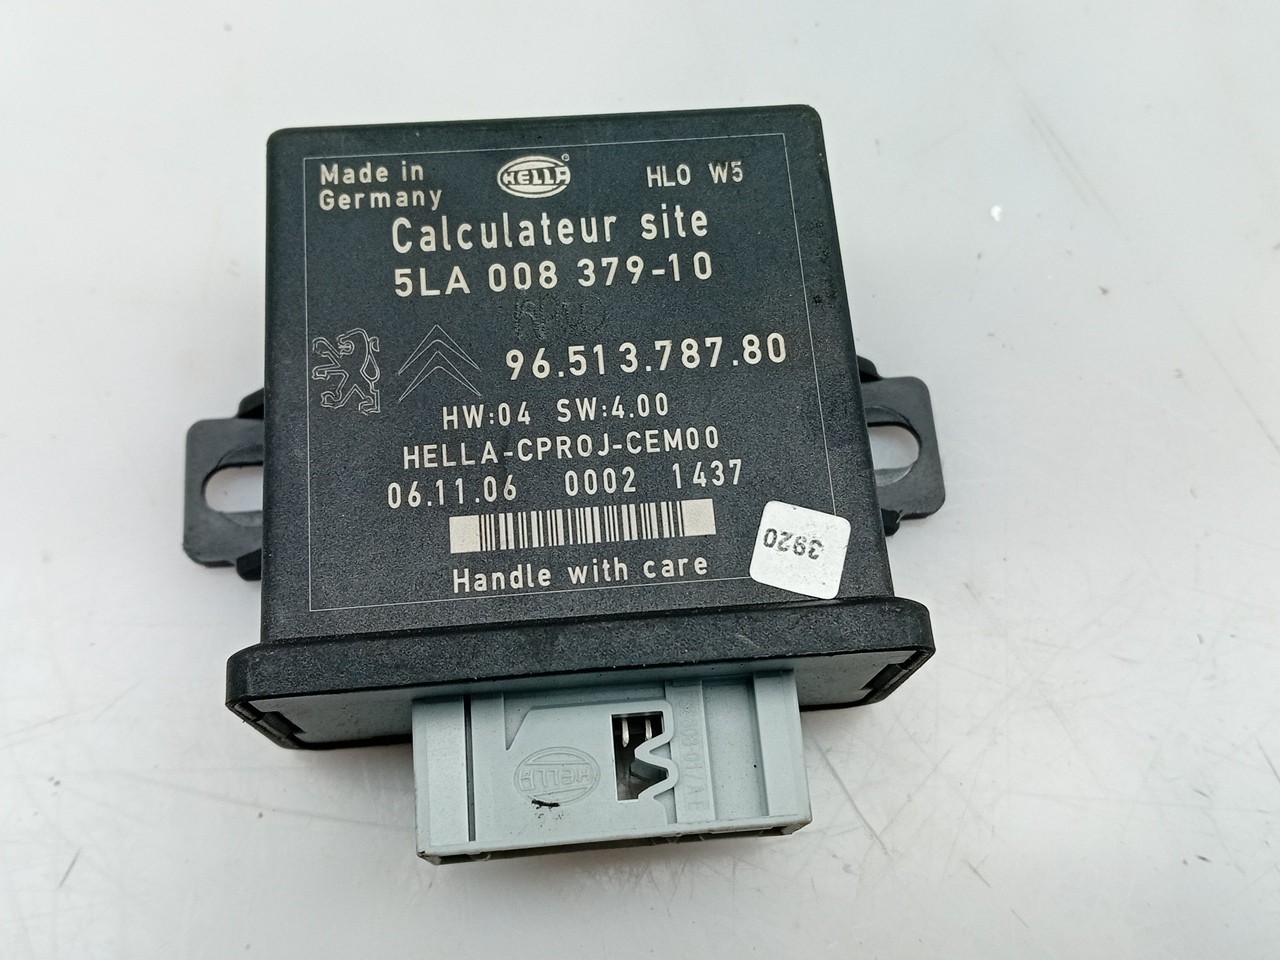 Made in
Germany
HELLA®
HLO W5
Calculateur site
5LA 008 379-10
96.513.787.80
HW:04 SW:4.00
HELLA-CPROJ-CEM00
06.11.06 0002 1437
Handle with care
3920
HELLA